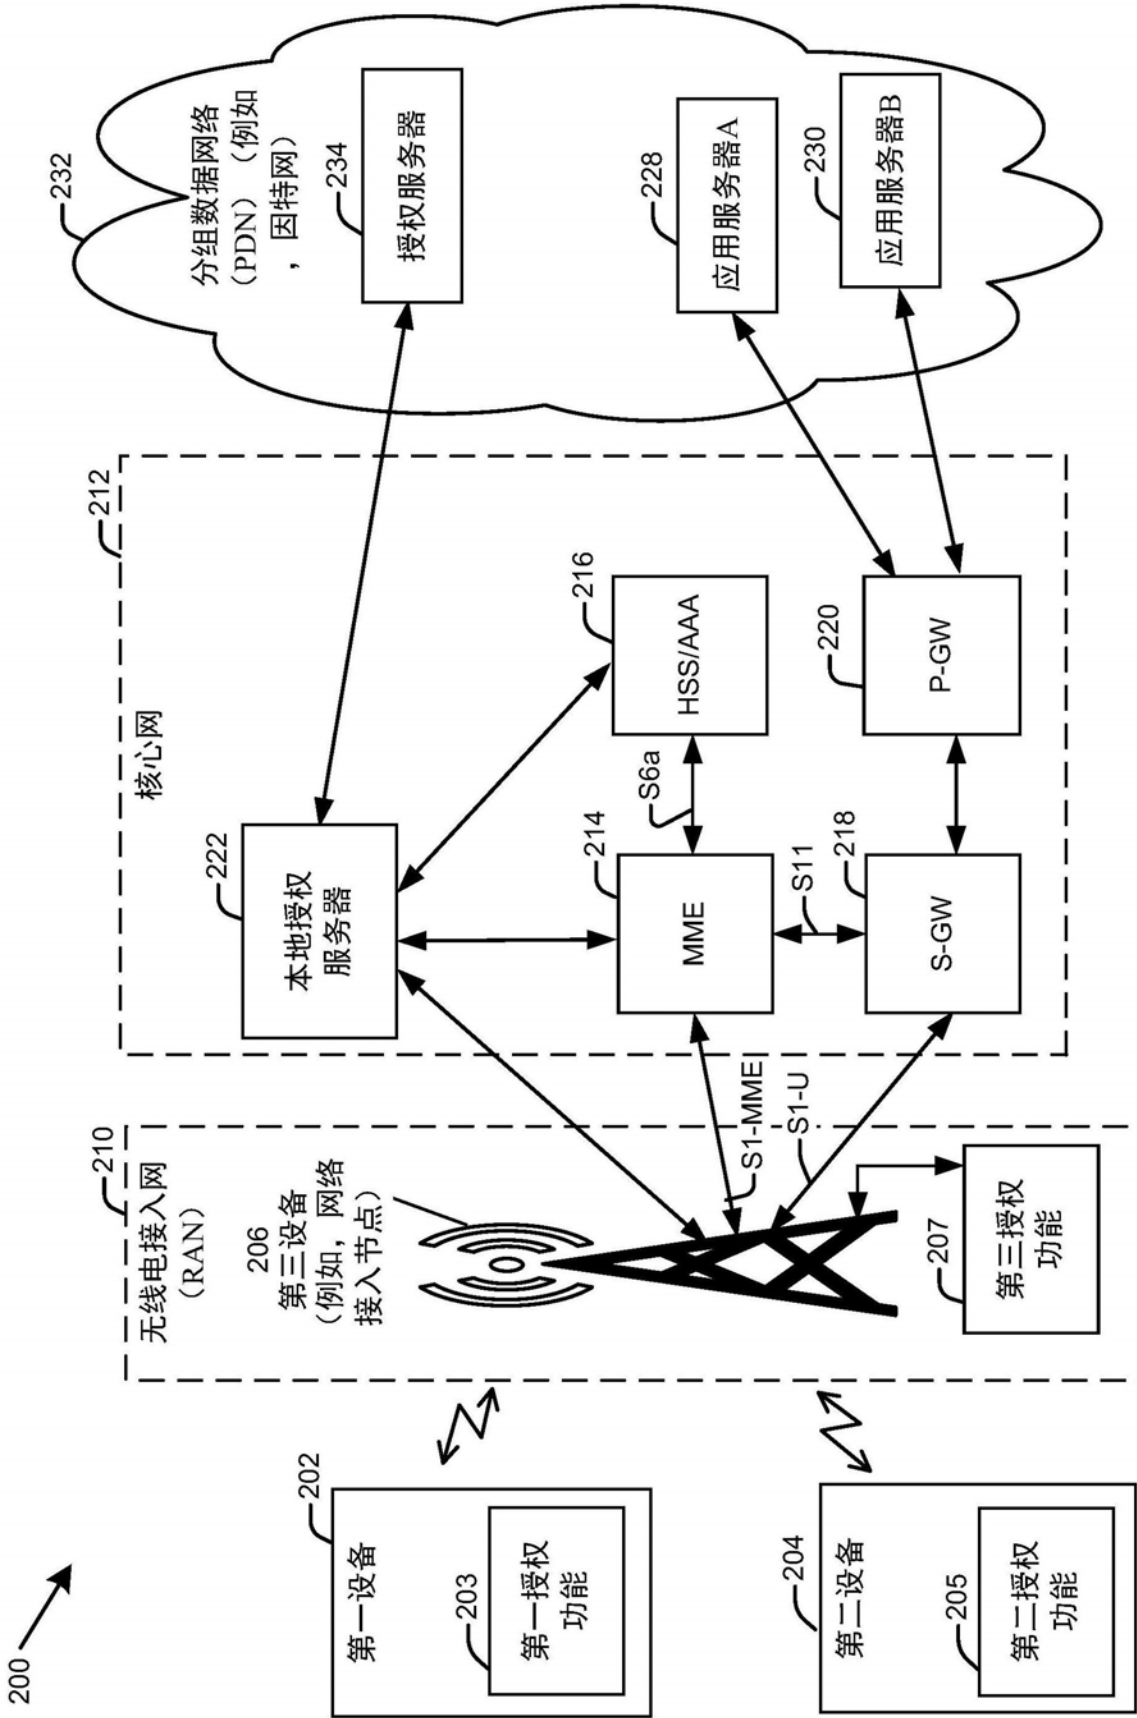 200
202
第一设备
203
第一授权
功能
204
第二设备
205
第二授权
功能
210
无线电接入网
（RAN）
206
第三设备
（例如，网络
接入节点）
207
第三授权
功能
S1-MME
S1-U
212
核心网
222
本地授权
服务器
214
MME
S6a
216
HSS/AAA
S11
218
S-GW
220
P-GW
232
分组数据网络
（PDN）（例如
，因特网）
234
授权服务器
228
应用服务器A
230
应用服务器B